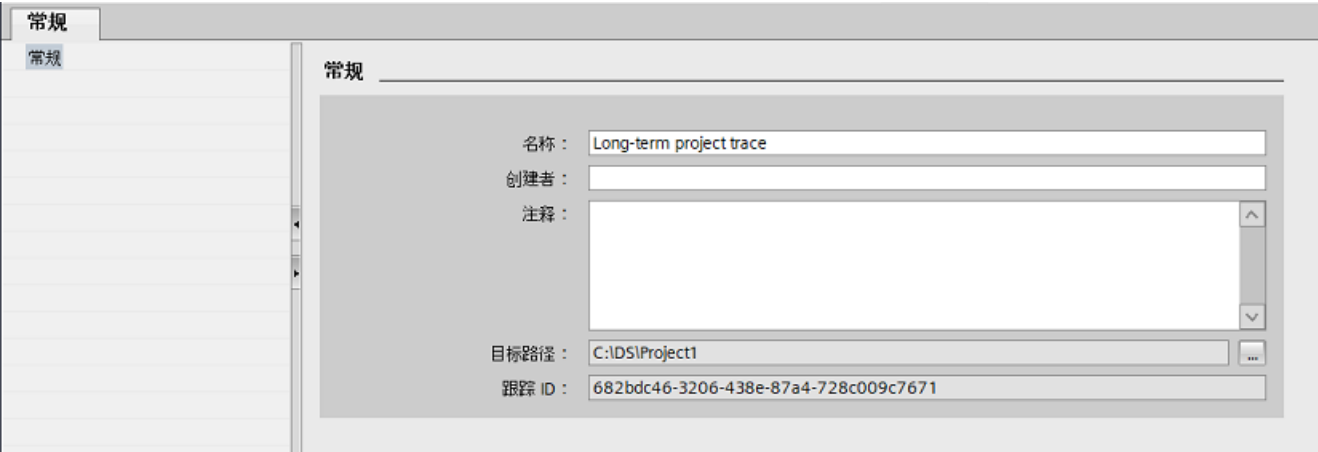 常规
常规
常规
名称：
Long-term project trace
创建者：
注释：
目标路径：
C:\DS\Project1
...
跟踪 ID：
682bdc46-3206-438e-87a4-728c009c7671